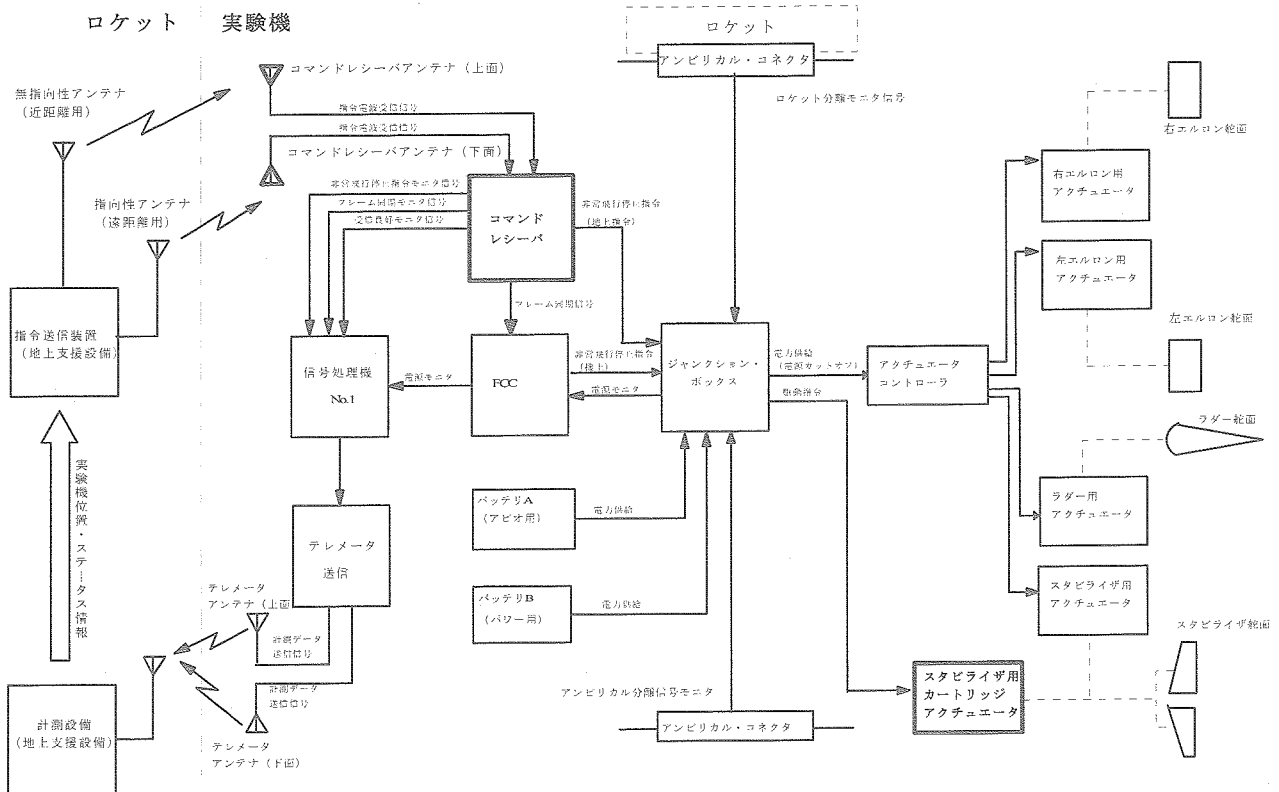 ロケット
実験機
ロケット
アンビリカル・コネクタ
ロケット分離モニタ信号
コマンドレシーバアンテナ（上面）
無指向性アンテナ
（近距離用）
指令電波受信信号
指令電波受信信号
コマンドレシーバアンテナ（下面）
指向性アンテナ
（遠距離用）
非常飛行停止指令モニタ信号
フレーム同期モニタ信号
受信良好モニタ信号
コマンド
レシーバ
非常飛行停止指令
（地上指令）
フレーム同期信号
指令送信装置
（地上支援設備）
信号処理機
No.1
電源モニタ
FCC
非常飛行停止指令
（機上）
電源モニタ
ジャンクション・
ボックス
電力供給
（電源カットオフ）
駆動指令
アクチュエータ
コントローラ
右エルロン舵面
右エルロン用
アクチュエータ
左エルロン用
アクチュエータ
左エルロン舵面
ラダー舵面
ラダー用
アクチュエータ
スタビライザ用
アクチュエータ
スタビライザ舵面
スタビライザ用
カートリッジ
アクチュエータ
バッテリA
（アビオ用）
電力供給
バッテリB
（パワー用）
電力供給
実験機位置・ステータス情報
テレメータ
送信
テレメータ
アンテナ（上面）
計測データ
送信信号
計測データ
送信信号
テレメータ
アンテナ（下面）
計測設備
（地上支援設備）
アンビリカル分離信号モニタ
アンビリカル・コネクタ